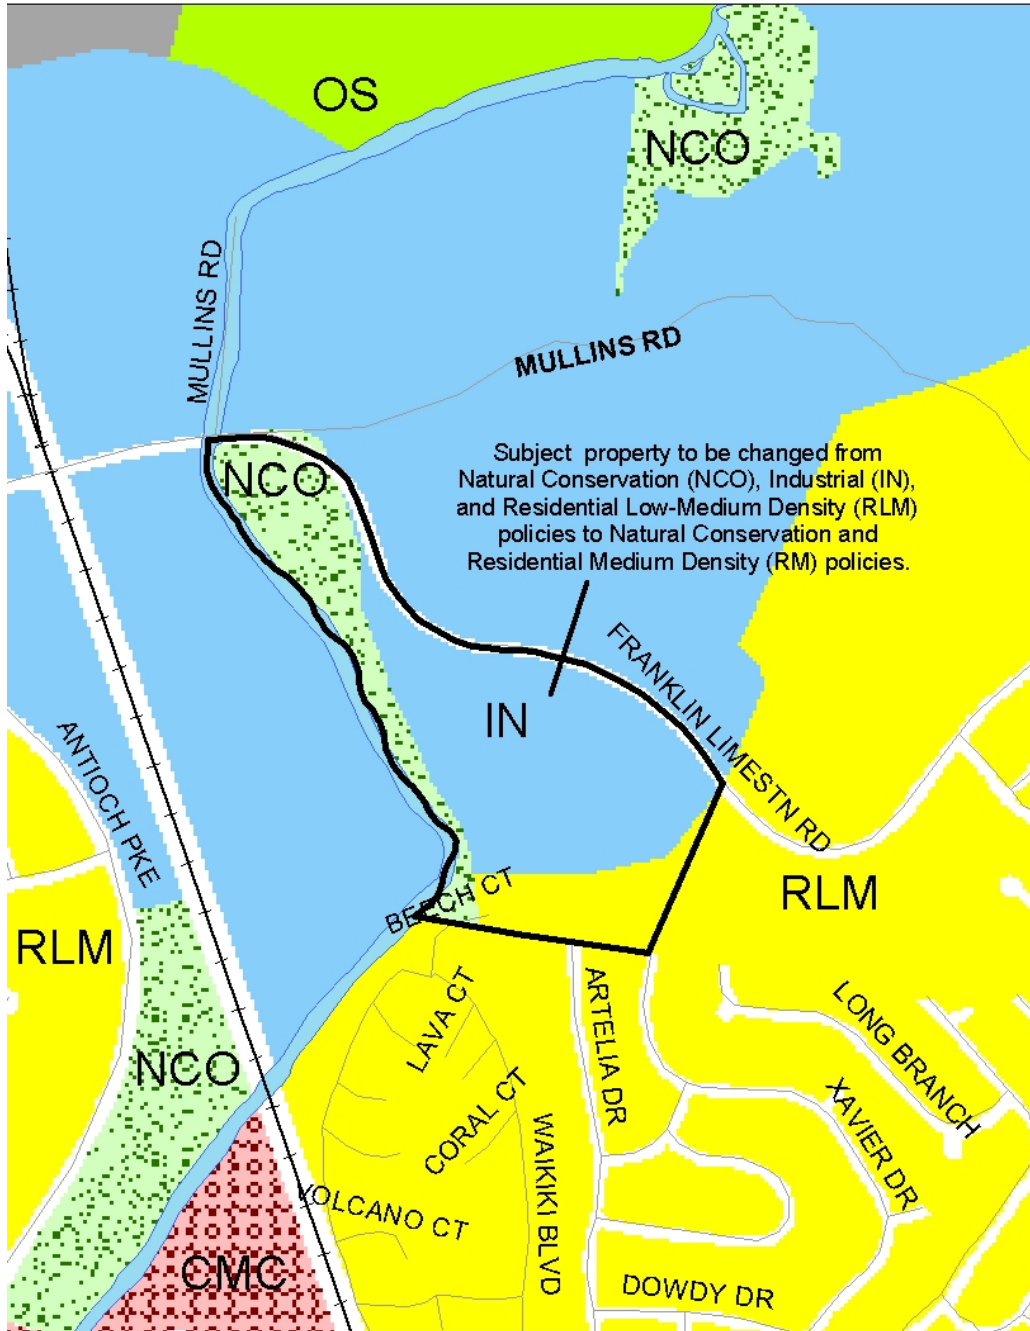 OS
NCO
MULLINS RD
MULLINS RD
NCO
Subject property to be changed from
Natural Conservation (NCO), Industrial (IN),
and Residential Low-Medium Density (RLM)
policies to Natural Conservation and
Residential Medium Density (RM) policies.
FRANKLIN LIMESTN RD
IN
ANTIOCH PKE
BEECH CT
RLM
RLM
NCO
LAVA CT
ARTELIA DR
LONG BRANCH
CORAL CT
XAVIER DR
WAIKIKI BLVD
VOLCANO CT
CMC
DOWDY DR